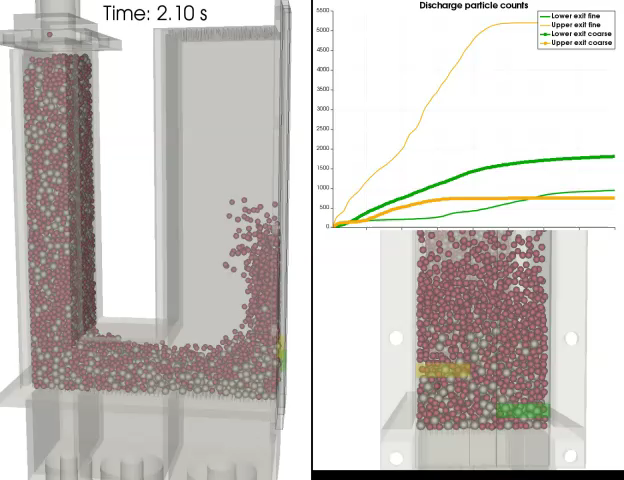 Time: 2.10 s
Discharge particle counts
Lower exit fine
Upper exit fine
Lower exit coarse
Upper exit coarse
5500
5000
4500
4000
3500
3000
2500
2000
1500
1000
500
0